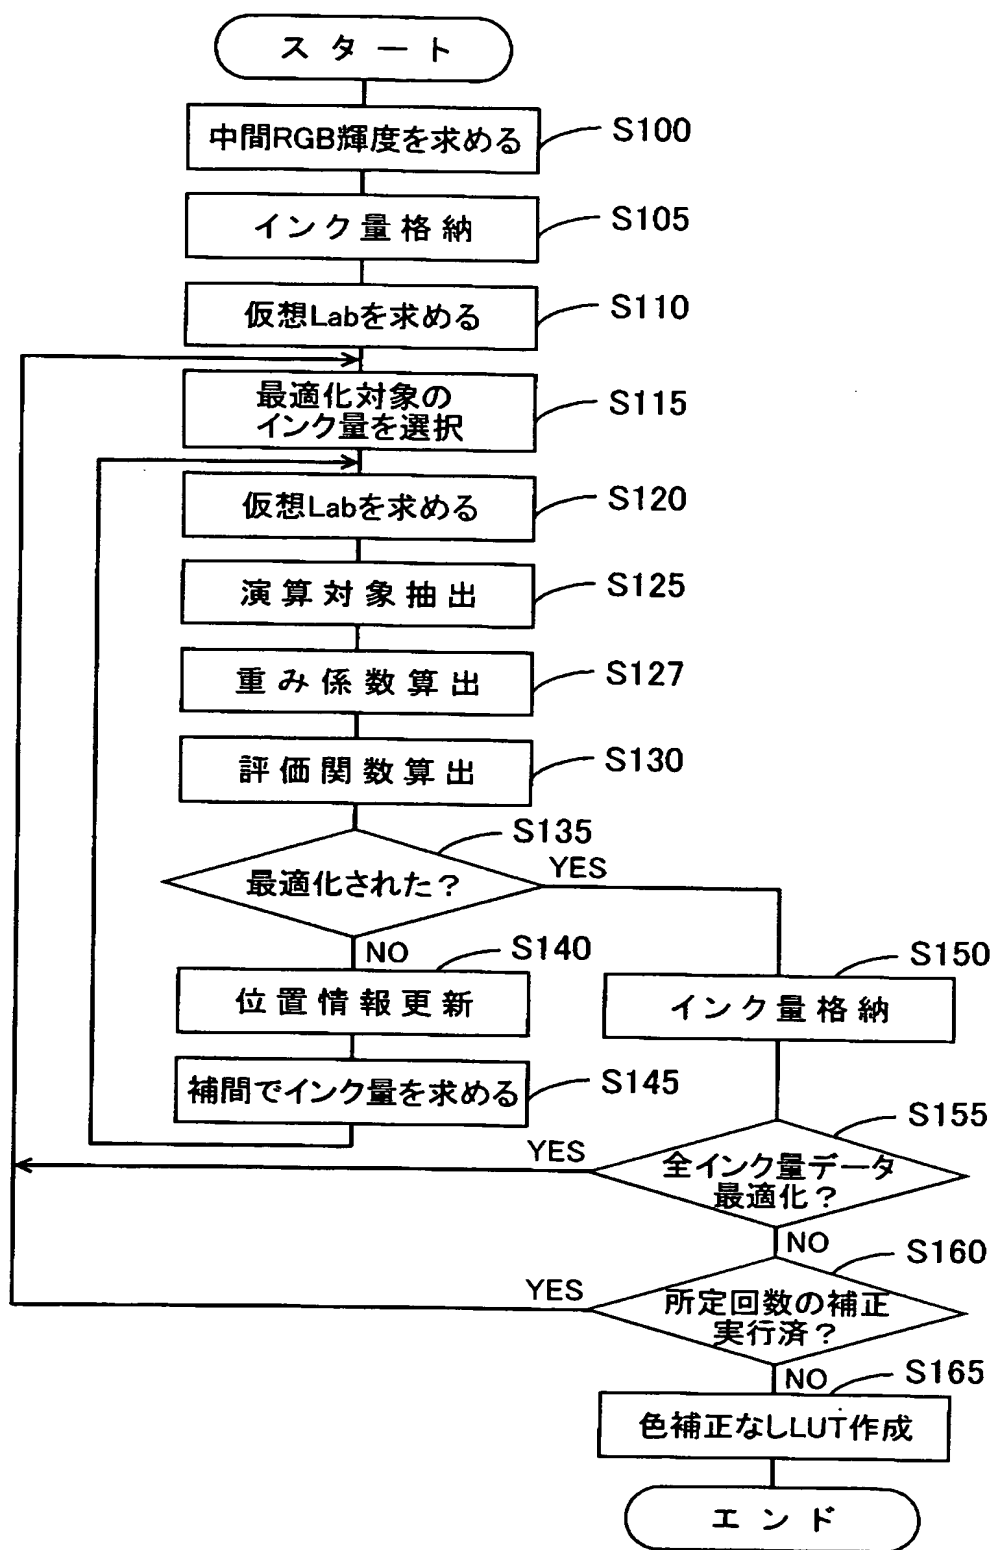 スタート
中間RGB輝度を求める
S100
インク量格納
S105
仮想Labを求める
S110
最適化対象の
インク量を選択
S115
仮想Labを求める
S120
演算対象抽出
S125
重み係数算出
S127
評価関数算出
S130
最適化された？
S135
YES
NO
位置情報更新
S140
補間でインク量を求める
S145
インク量格納
S150
全インク量データ
最適化？
S155
YES
NO
所定回数の補正
実行済？
S160
YES
NO
色補正なしLUT作成
S165
エンド